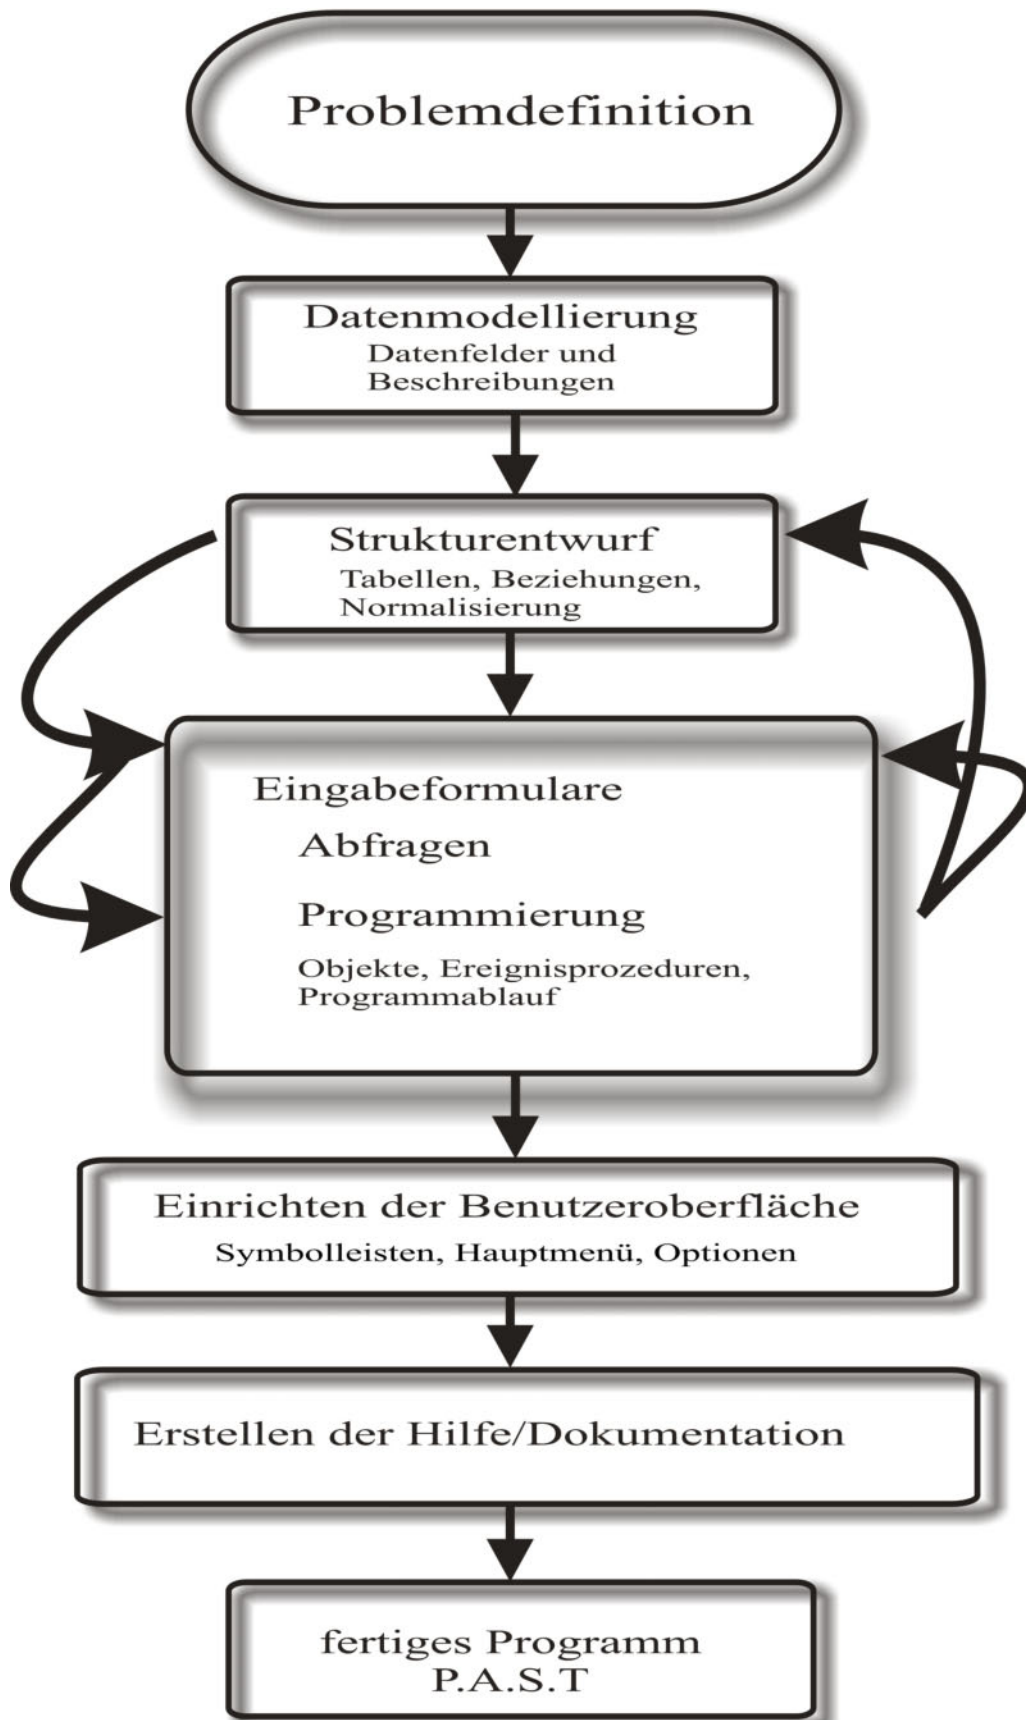 Problemdefinition
Datenmodellierung
Datenfelder und
Beschreibungen
Strukturentwurf
Tabellen, Beziehungen,
Normalisierung
Eingabeformulare
Abfragen
Programmierung
Objekte, Ereignisprozeduren,
Programmablauf
Einrichten der Benutzeroberfläche
Symbolleisten, Hauptmenü, Optionen
Erstellen der Hilfe/Dokumentation
fertiges Programm
P.A.S.T